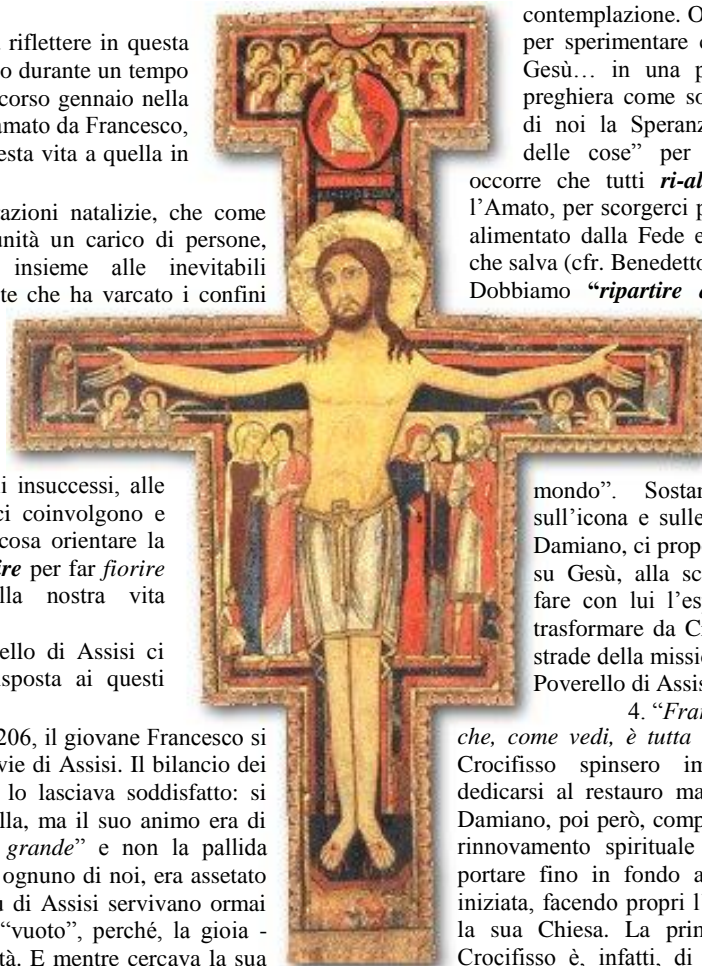 riflettere in questa
o durante un tempo
corso gennaio nella
amato da Francesco,
esta vita a quella in
azioni natalizie, che come
unità un carico di persone,
insieme alle inevitabili
te che ha varcato i confini
i insuccessi, alle
ci coinvolgono e
cosa orientare la
ire per far fiorire
lla nostra vita
ello di Assisi ci
sposta ai questi
206, il giovane Francesco si
vie di Assisi. Il bilancio dei
lo lasciava soddisfatto: si
lla, ma il suo animo era di
grande” e non la pallida
ognuno di noi, era assetato
ù di Assisi servivano ormai
“vuoto”, perché, la gioia -
tà. E mentre cercava la sua
contemplazione. O
per sperimentare
Gesù… in una p
preghiera come so
di noi la Speranz
delle cose” per
occorre che tutti ri-al
l’Amato, per scorgerci p
alimentato dalla Fede e
che salva (cfr. Benedetto
Dobbiamo “ripartire
mondo”. Sostar
sull’icona e sulle
Damiano, ci prop
su Gesù, alla sc
fare con lui l’es
trasformare da C
strade della missi
Poverello di Assis
4. “Fran
che, come vedi, è tutta
Crocifisso spinsero im
dedicarsi al restauro ma
Damiano, poi però, comp
rinnovamento spirituale
portare fino in fondo a
iniziata, facendo propri l
la sua Chiesa. La prin
Crocifisso è, infatti, di